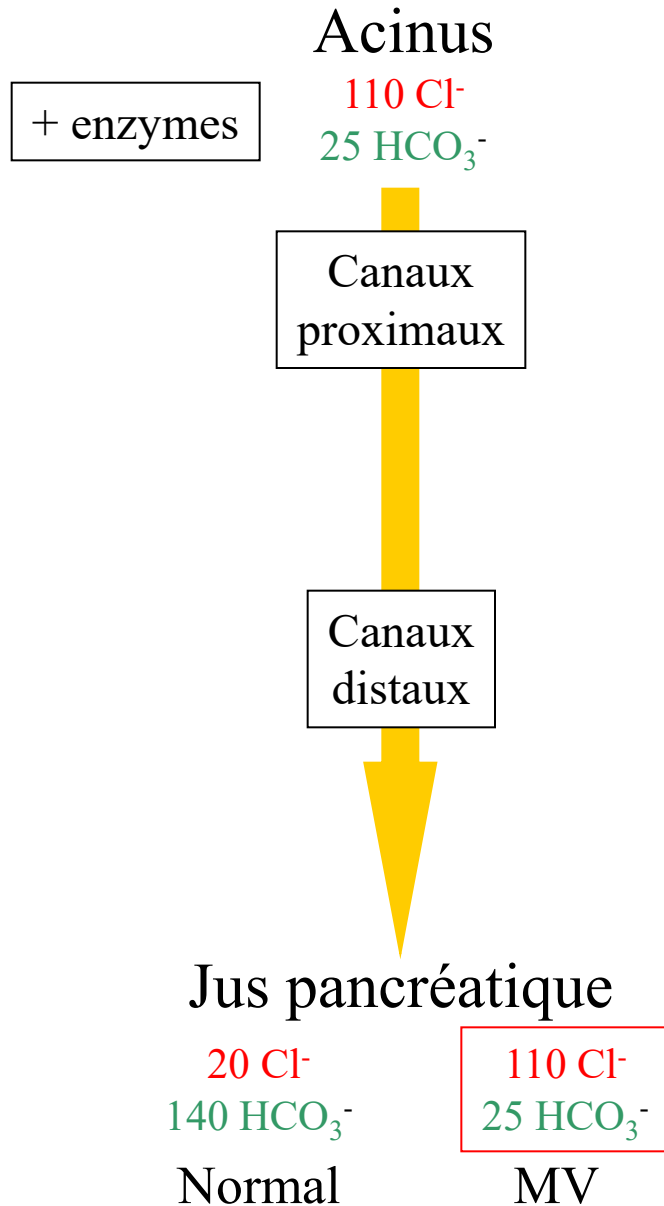 Acinus
+ enzymes
110 Cl⁻
25 HCO₃⁻
Canaux
proximaux
Canaux
distaux
Jus pancréatique
20 Cl⁻
140 HCO₃⁻
Normal
110 Cl⁻
25 HCO₃⁻
MV